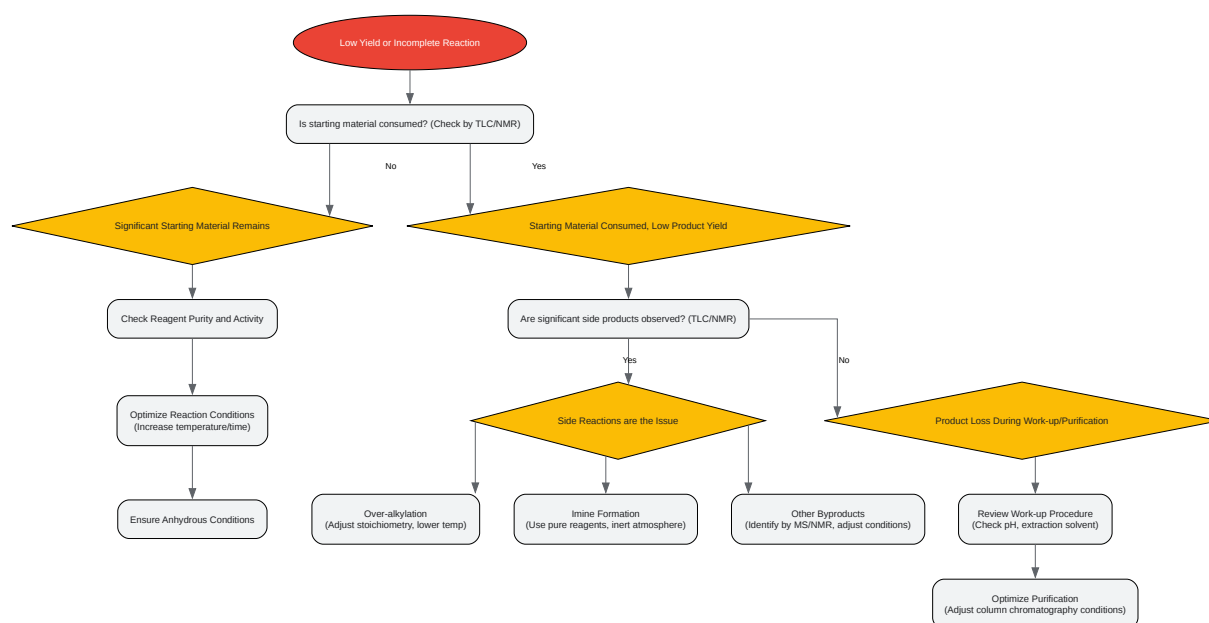 Low Yield or Incomplete Reaction
Is starting material consumed? (Check by TLC/NMR)
No
Yes
Significant Starting Material Remains
Starting Material Consumed, Low Product Yield
Check Reagent Purity and Activity
Are significant side products observed? (TLC/NMR)
Yes
No
Optimize Reaction Conditions
(Increase temperature/time)
Side Reactions are the Issue
Product Loss During Work-up/Purification
Ensure Anhydrous Conditions
Over-alkylation
(Adjust stoichiometry, lower temp)
Imine Formation
(Use pure reagents, inert atmosphere)
Other Byproducts
(Identify by MS/NMR, adjust conditions)
Review Work-up Procedure
(Check pH, extraction solvent)
Optimize Purification
(Adjust column chromatography conditions)